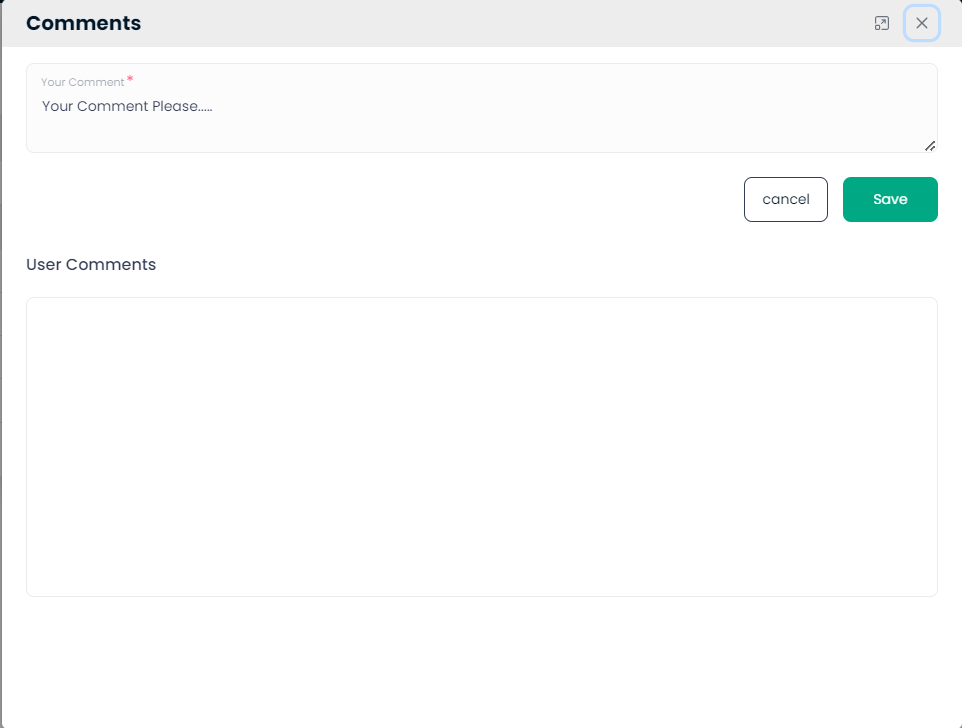 Comments
Your Comment *
Your Comment Please.....
cancel
Save
User Comments